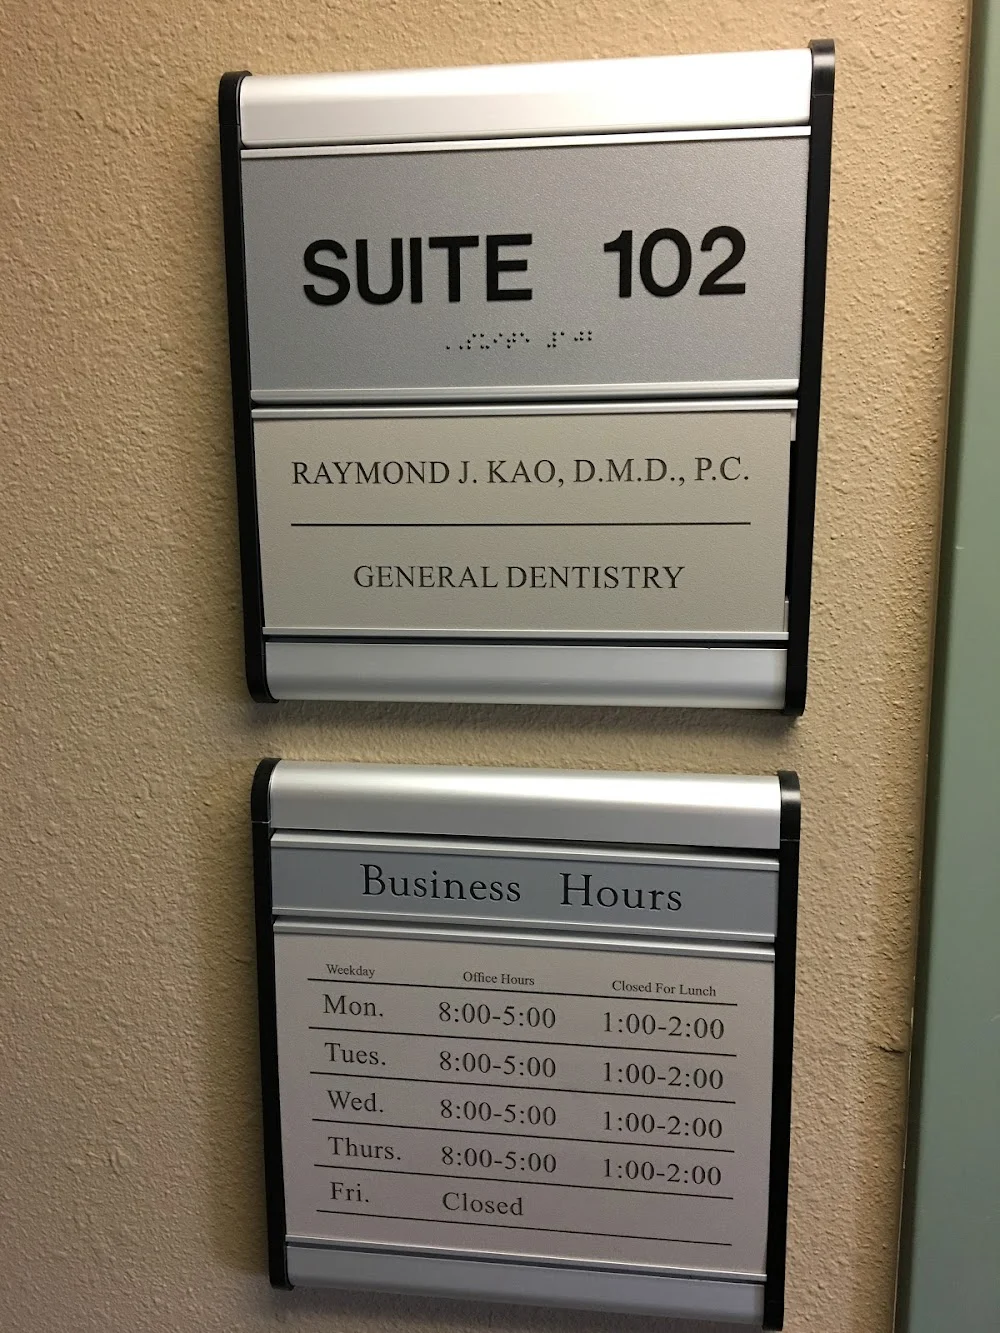 SUITE 102
RAYMOND J. KAO, D.M.D., P.C.
GENERAL DENTISTRY
Business Hours
Weekday Office Hours Closed For Lunch
Mon. 8:00-5:00 1:00-2:00
Tues. 8:00-5:00 1:00-2:00
Wed. 8:00-5:00 1:00-2:00
Thurs. 8:00-5:00 1:00-2:00
Fri. Closed